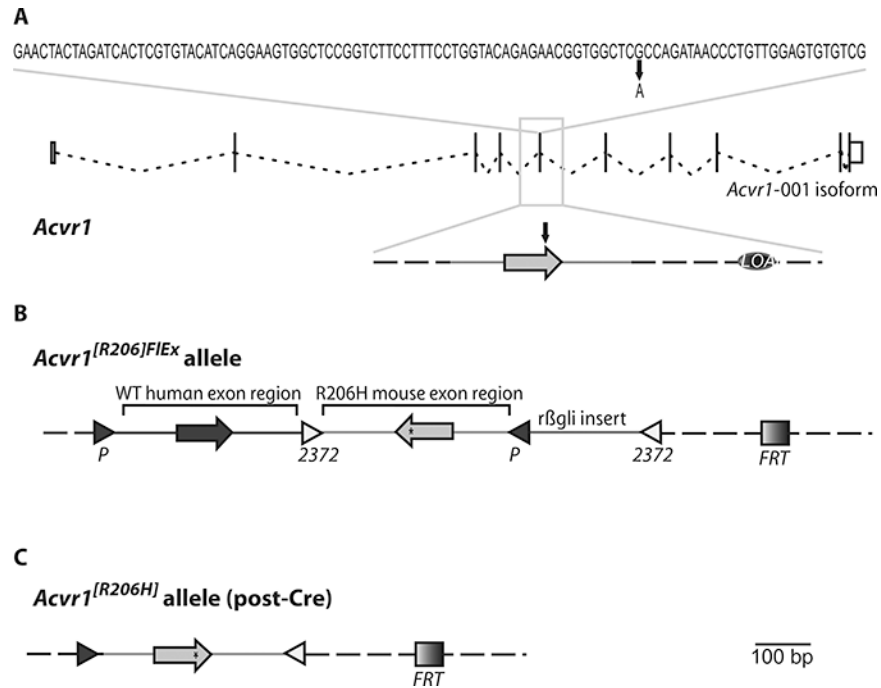 A
GAACTACTAGATCACTCGTGTACATCAGGAAGTGGCTCCGGTCTTCCTTTCCTGGTACAGAGAACGGTGGCTCGCCAGATAACCCTGTTGGAGTGTGTCG
A
Acvr1-001 isoform
Acvr1
LOA
B
Acvr1[R206]FlEx allele
WT human exon region R206H mouse exon region
rßgli insert
*
P 2372 P 2372
FRT
C
Acvr1[R206H] allele (post-Cre)
*
FRT
100 bp